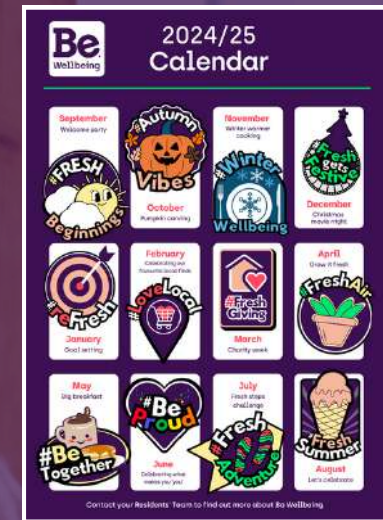 Be.
Wellbeing
2024/25
Calendar
September
Welcome party
#FRESH
Beginnings
#Autumn
Vibes
October
Pumpkin carving
November
Winter warmer
cooking
#Winter
Wellbeing
Fresh
gets
Festive
December
Christmas
movie night
#reFresh
January
Goal setting
February
Celebrating our
favourite local finds
#LoveLocal
#Fresh
Giving
March
Charity week
April
Grow it fresh
#FreshAir
May
Big breakfast
#Be
Together
#Be
Proud
June
Celebrating what
makes you 'you'
July
Fresh steps
challenge
#Fresh
Adventure
#Fresh
Summer
August
Let's celebrate
Contact your Residents' Team to find out more about Be Wellbeing